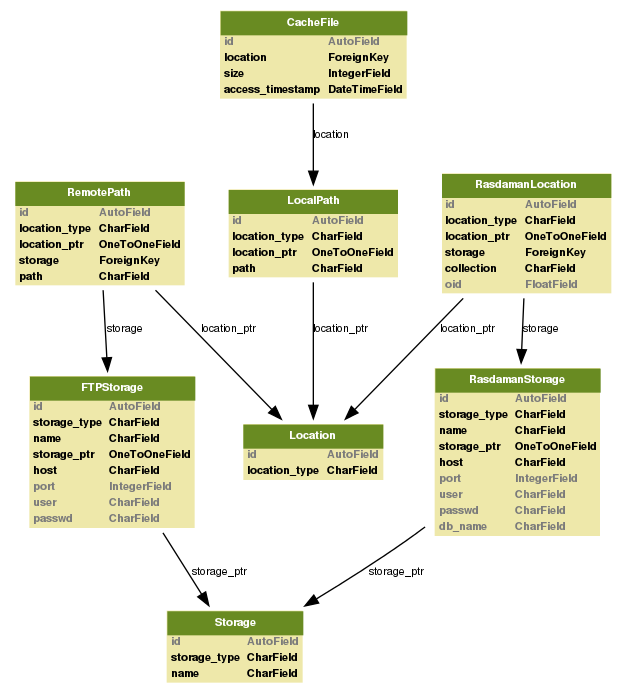 CacheFile
id AutoField
location ForeignKey
size IntegerField
access_timestamp DateTimeField
location
RemotePath
id AutoField
location_type CharField
location_ptr OneToOneField
storage ForeignKey
path CharField
LocalPath
id AutoField
location_type CharField
location_ptr OneToOneField
path CharField
RasdamanLocation
id AutoField
location_type CharField
location_ptr OneToOneField
storage ForeignKey
collection CharField
oid FloatField
storage
location_ptr
location_ptr
location_ptr
storage
FTPStorage
id AutoField
storage_type CharField
name CharField
storage_ptr OneToOneField
host CharField
port IntegerField
user CharField
passwd CharField
Location
id AutoField
location_type CharField
RasdamanStorage
id AutoField
storage_type CharField
name CharField
storage_ptr OneToOneField
host CharField
port IntegerField
user CharField
passwd CharField
db_name CharField
storage_ptr
storage_ptr
Storage
id AutoField
storage_type CharField
name CharField